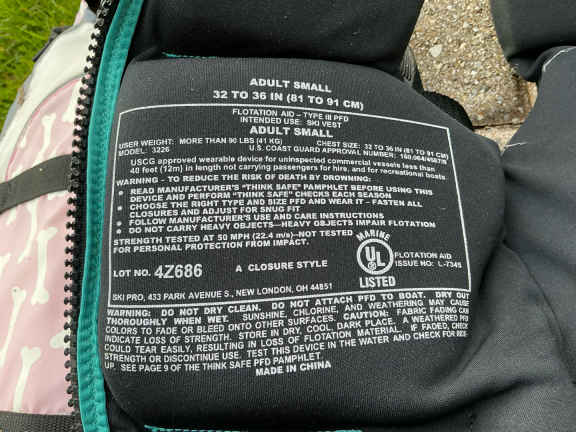 ADULT SMALL
32 TO 36 IN (81 TO 91 CM)
FLOTATION AID – TYPE III PFD
INTENDED USE: SKI VEST
ADULT SMALL
USER WEIGHT: MORE THAN 90 LBS (41 KG) CHEST SIZE: 32 TO 36 IN (81 TO 91 CM)
MODEL: 3226 U.S. COAST GUARD APPROVAL NUMBER: 160.064/4587/0
USCG approved wearable device for uninspected commercial vessels less than
40 feet (12m) in length not carrying passengers for hire, and for recreational boats
WARNING - TO REDUCE THE RISK OF DEATH BY DROWNING:
• READ MANUFACTURER'S "THINK SAFE" PAMPHLET BEFORE USING THIS
DEVICE AND PERFORM "THINK SAFE" CHECKS EACH SEASON
• CHOOSE THE RIGHT TYPE AND SIZE PFD AND WEAR IT – FASTEN ALL
CLOSURES AND ADJUST FOR SNUG FIT
• FOLLOW MANUFACTURER'S USE AND CARE INSTRUCTIONS
• DO NOT CARRY HEAVY OBJECTS—HEAVY OBJECTS IMPAIR FLOTATION
STRENGTH TESTED AT 50 MPH (22.4 m/s)–NOT TESTED
FOR PERSONAL PROTECTION FROM IMPACT.
MARINE
UL
LISTED
FLOTATION AID
ISSUE NO: L-7345
LOT NO. 4Z686 A CLOSURE STYLE
SKI PRO, 433 PARK AVENUE S., NEW LONDON, OH 44851
WARNING: DO NOT DRY CLEAN. DO NOT ATTACH PFD TO BOAT. DRY OUT
THOROUGHLY WHEN WET. SUNSHINE, CHLORINE, AND WEATHERING MAY CAUSE
COLORS TO FADE OR BLEED ONTO OTHER SURFACES. CAUTION: FABRIC FADING CAN
INDICATE LOSS OF STRENGTH. STORE IN DRY, COOL, DARK PLACE. A WEATHERED PFD
COULD TEAR EASILY, RESULTING IN LOSS OF FLOTATION MATERIAL. IF FADED, CHECK
STRENGTH OR DISCONTINUE USE. TEST THIS DEVICE IN THE WATER AND CHECK FOR RIDE
UP. SEE PAGE 9 OF THE THINK SAFE PFD PAMPHLET.
MADE IN CHINA